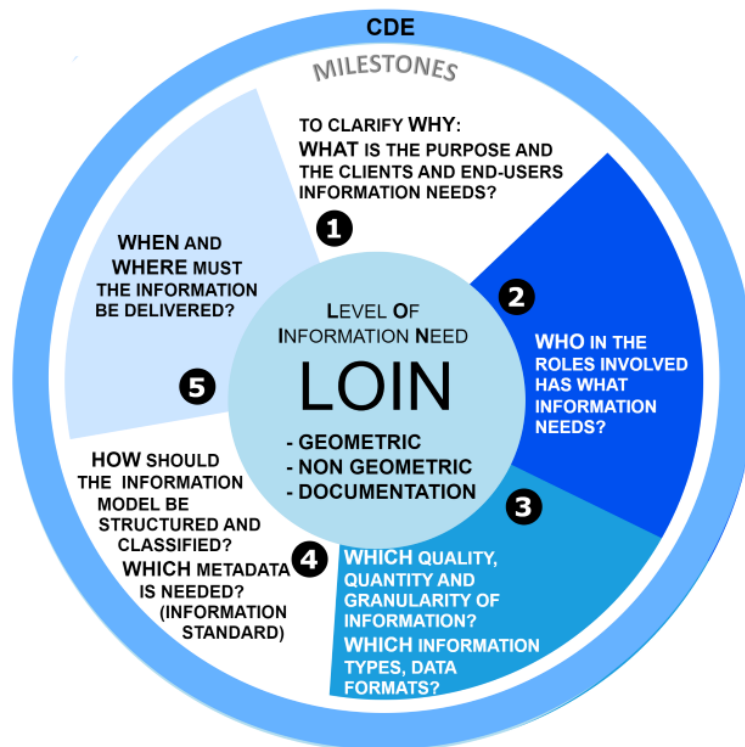 CDE
MILESTONES
TO CLARIFY WHY:
WHAT IS THE PURPOSE AND
THE CLIENTS AND END-USERS
INFORMATION NEEDS?
1
2
WHO IN THE
ROLES INVOLVED
HAS WHAT
INFORMATION
NEEDS?
3
WHICH QUALITY,
QUANTITY AND
GRANULARITY OF
INFORMATION?
WHICH INFORMATION
TYPES, DATA
FORMATS?
4
HOW SHOULD
THE INFORMATION
MODEL BE
STRUCTURED AND
CLASSIFIED?
WHICH METADATA
IS NEEDED?
(INFORMATION
STANDARD)
5
WHEN AND
WHERE MUST
THE INFORMATION
BE DELIVERED?
LEVEL OF
INFORMATION NEED
LOIN
- GEOMETRIC
- NON GEOMETRIC
- DOCUMENTATION